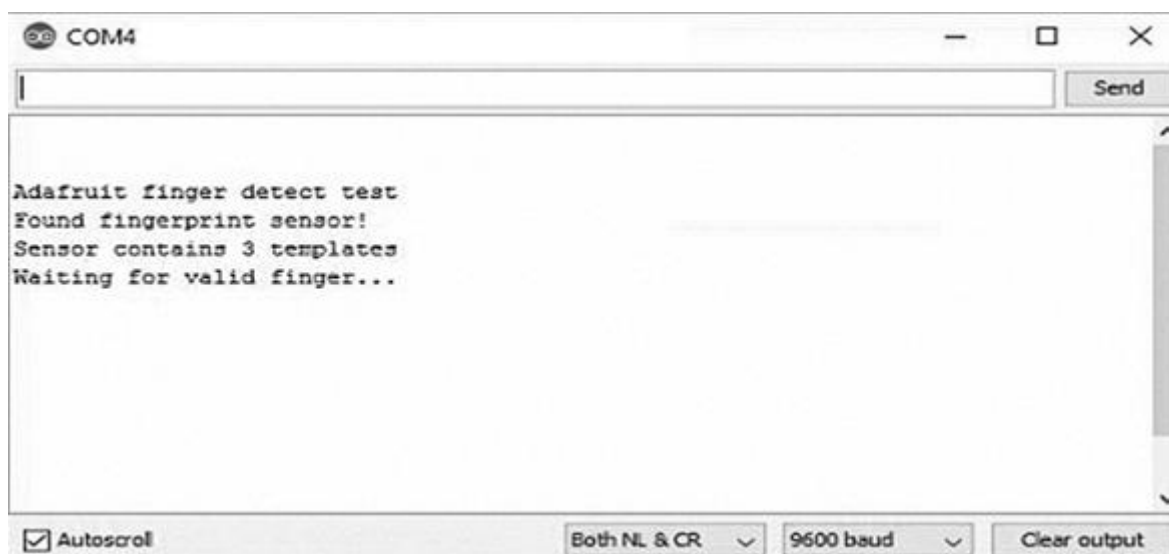 COM4
Send
Adafruit finger detect test
Found fingerprint sensor!
Sensor contains 3 templates
Waiting for valid finger...
Autoscroll
Both NL & CR
9600 baud
Clear output